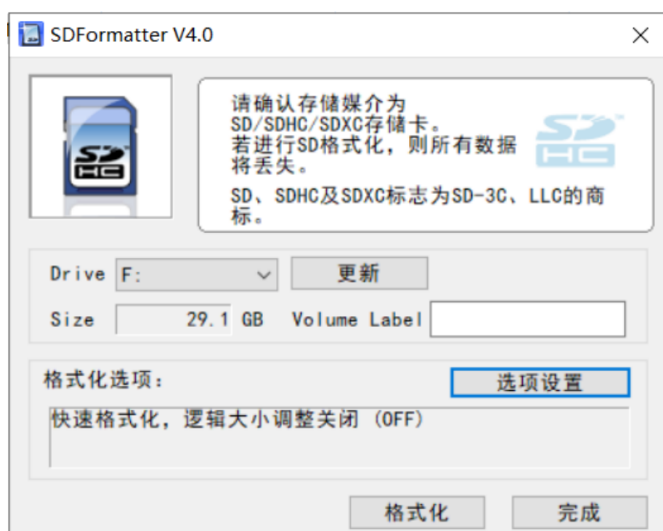 SDFormatter V4.0
SD
HC
请确认存储媒介为
SD/SDHC/SDXC存储卡。
若进行SD格式化，则所有数据
将丢失。
SD、SDHC及SDXC标志为SD-3C、LLC的商
标。
SD
HC
Drive F: 更新
Size 29.1 GB Volume Label
格式化选项： 选项设置
快速格式化，逻辑大小调整关闭 (OFF)
格式化 完成